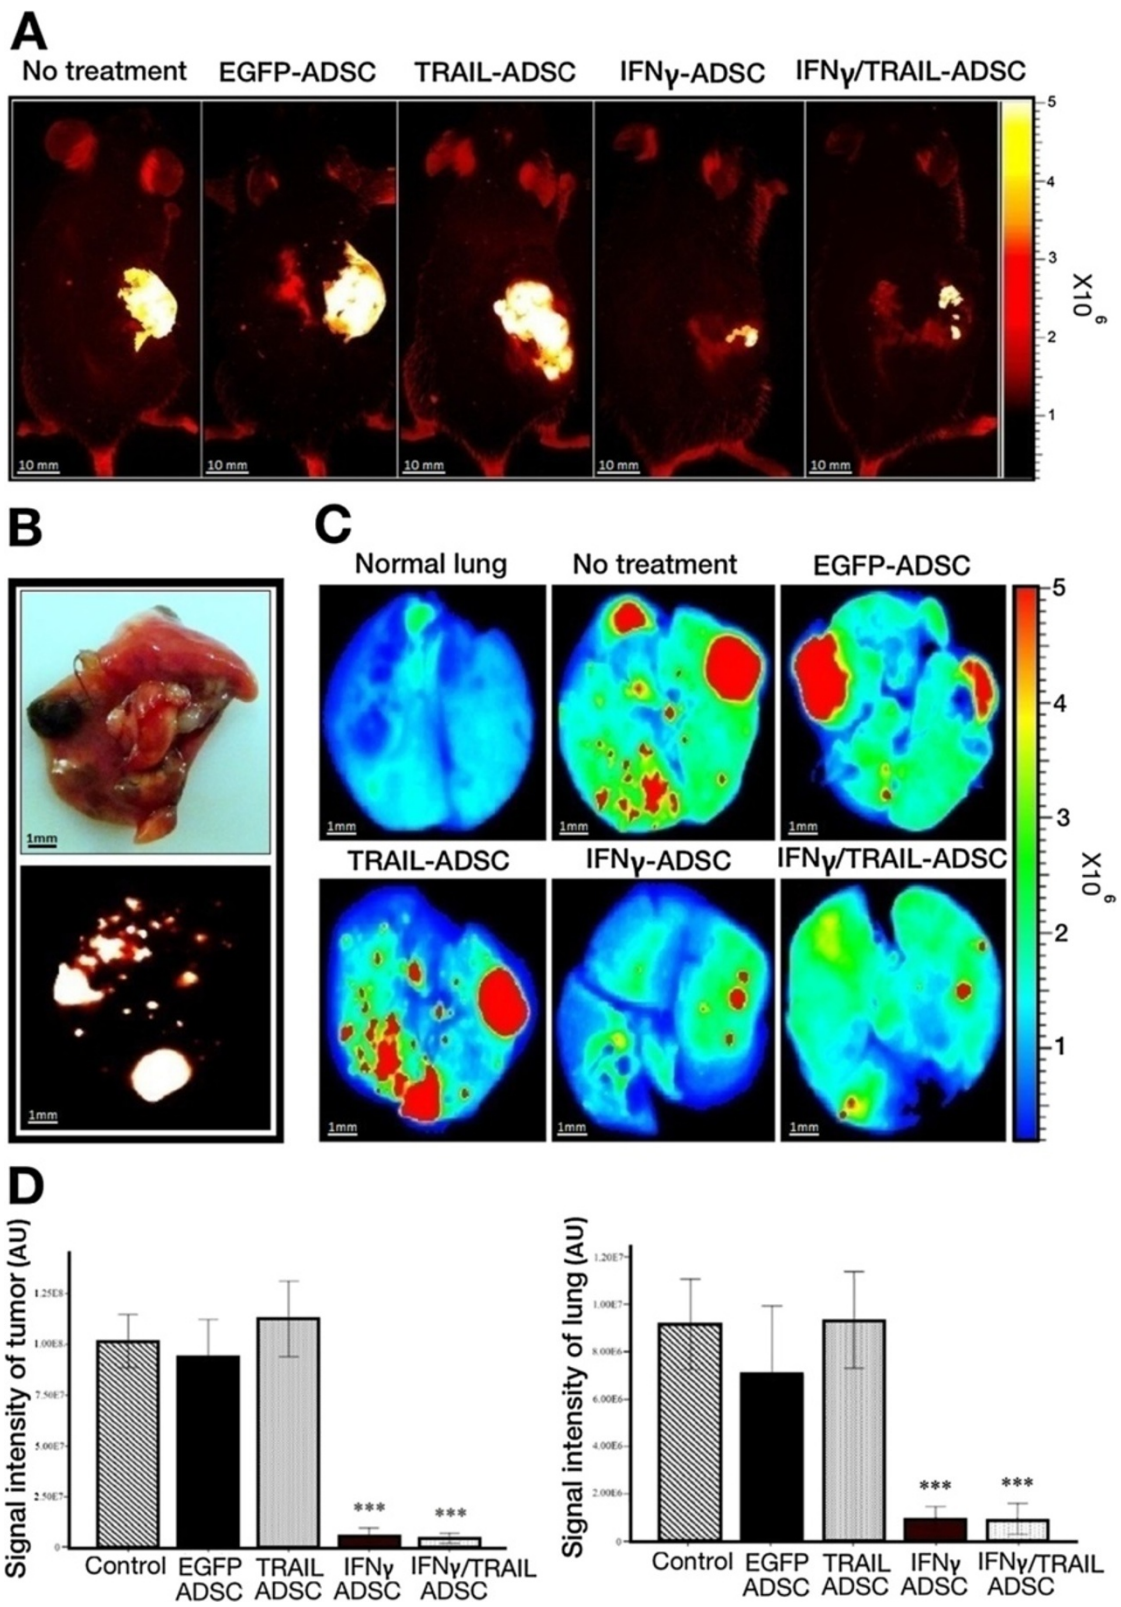 A
No treatment EGFP-ADSC TRAIL-ADSC IFNγ-ADSC IFNγ/TRAIL-ADSC
5
4
3
2
1
X10⁶
10 mm 10 mm 10 mm 10 mm 10 mm
B
1mm
1mm
C
Normal lung No treatment EGFP-ADSC
1mm 1mm 1mm
TRAIL-ADSC IFNγ-ADSC IFNγ/TRAIL-ADSC
1mm 1mm 1mm
5
4
3
2
1
X10⁶
D
Signal intensity of tumor (AU)
1.25E8
1.00E8
7.50E7
5.00E7
2.50E7
0
*** ***
Control EGFP ADSC TRAIL ADSC IFNγ ADSC IFNγ/TRAIL ADSC
Signal intensity of lung (AU)
1.20E7
1.00E7
8.00E6
6.00E6
4.00E6
2.00E6
0
*** ***
Control EGFP ADSC TRAIL ADSC IFNγ ADSC IFNγ/TRAIL ADSC